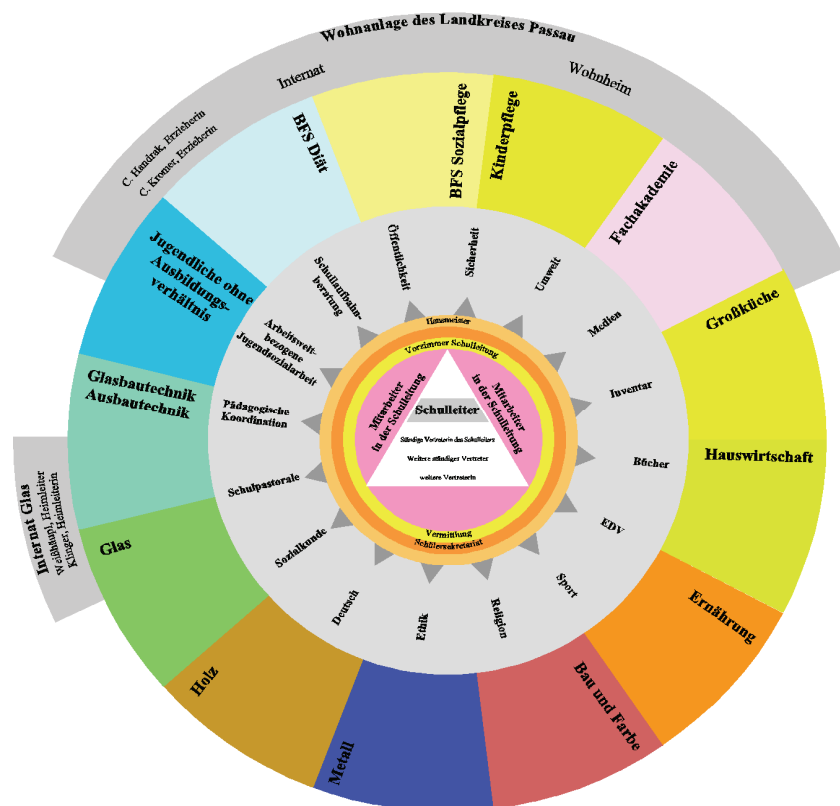 Wohnanlage des Landkreises Passau
Internat
Wohnheim
C. Handrak, Erzieherin
C. Kromer, Erzieherin
BFS Diät
BFS Sozialpflege
Kinderpflege
Fachakademie
Großküche
Hauswirtschaft
Ernährung
Bau und Farbe
Metall
Holz
Glas
Glasbautechnik
Ausbautechnik
Jugendliche ohne
Ausbildungs-
verhältnis
Internat Glas
Weißhäupl, Heimleiter
Klinger, Heimleiterin
Öffentlichkeit
Sicherheit
Umwelt
Medien
Inventar
Bücher
EDV
Sport
Religion
Ethik
Deutsch
Sozialkunde
Schulpastorale
Pädagogische
Koordination
Arbeitswelt-
bezogene
Jugendsozialarbeit
Schullaufbahn-
beratung
Hausmeister
Vorzimmer Schulleitung
Mitarbeiter
in der Schulleitung
Mitarbeiter
in der Schulleitung
Schulleiter
Ständige Vertreterin des Schulleiters
Weitere ständiger Vertreter
weitere Vertreterin
Vermittlung
Schülersekretariat